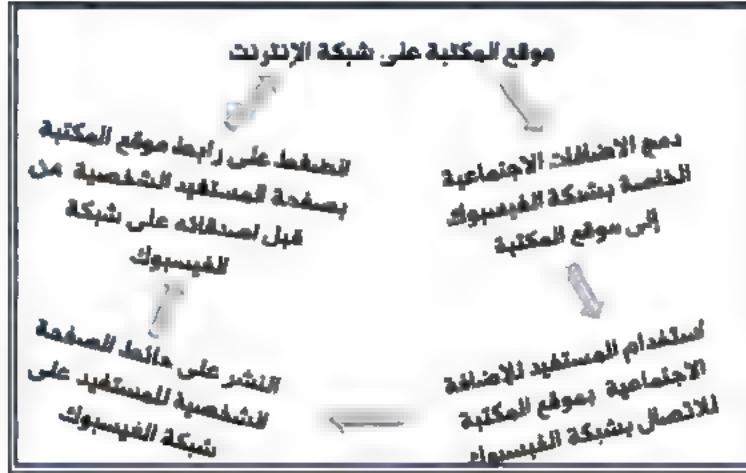 موقع المكتبة على شبكة الإنترنت
دمج الاضافات الاجتماعية
الخاصة بشبكة الفيسبوك
إلى موقع المكتبة
استخدام المستفيد للإضافة
الاجتماعية بموقع المكتبة
للاتصال بشبكة الفيسبوك
النشر على حائط الصفحة
الشخصية للمستفيد على
شبكة الفيسبوك
الضغط على رابط موقع المكتبة
بصفحة المستفيد الشخصية من
قبل اصدقائه على شبكة
الفيسبوك